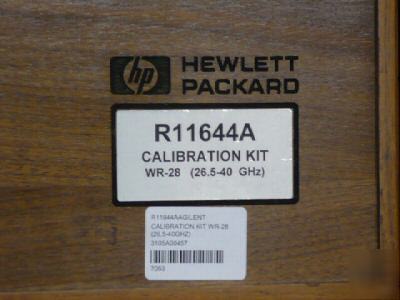 hp HEWLETT
PACKARD
R11644A
CALIBRATION KIT
WR-28 (26.5-40 GHz)
R11644AAGILENT
CALIBRATION KIT WR-28
(26.5-40GHZ)
3105A00457
7063